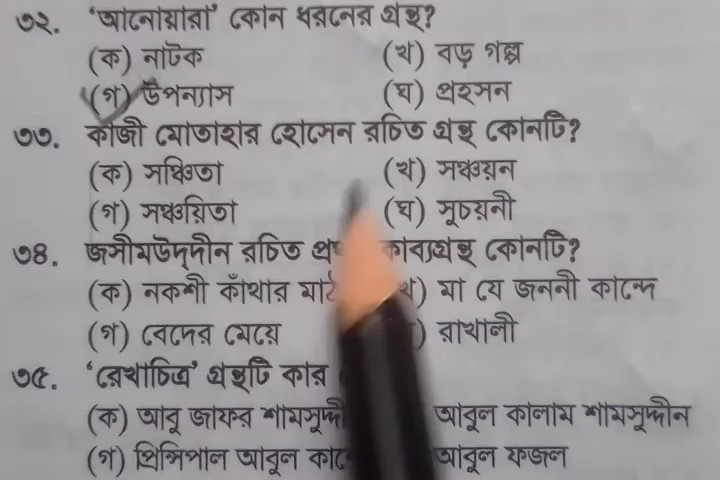 ৩২. ‘আনোয়ারা’ কোন ধরনের গ্রন্থ?
(ক) নাটক (খ) বড় গল্প
(গ) উপন্যাস (ঘ) প্রহসন
৩৩. কাজী মোতাহার হোসেন রচিত গ্রন্থ কোনটি?
(ক) সঞ্চিতা (খ) সঞ্চয়ন
(গ) সঞ্চয়িতা (ঘ) সূচয়নী
৩৪. জসীমউদ্দীন রচিত কাব্যগ্রন্থ কোনটি?
(ক) নকশী কাঁথার মাঠ (খ) মা যে জননী কান্দে
(গ) বেদের মেয়ে রাখালী
৩৫. ‘রেখাচিত্র’ গ্রন্থটি কার
(ক) আবু জাফর আবুল কালাম শামসুদ্দীন
(গ) প্রিন্সিপাল আবুল আবুল ফজল